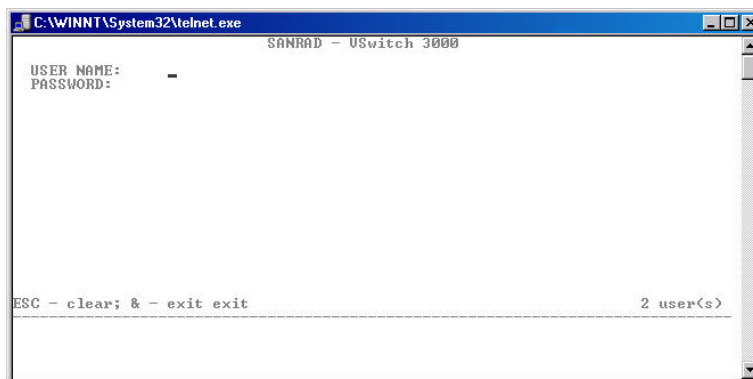 C:\WINNT\System32\telnet.exe
SANRAD - VSwitch 3000
USER NAME:
PASSWORD:
ESC - clear; & - exit exit 2 user(s)